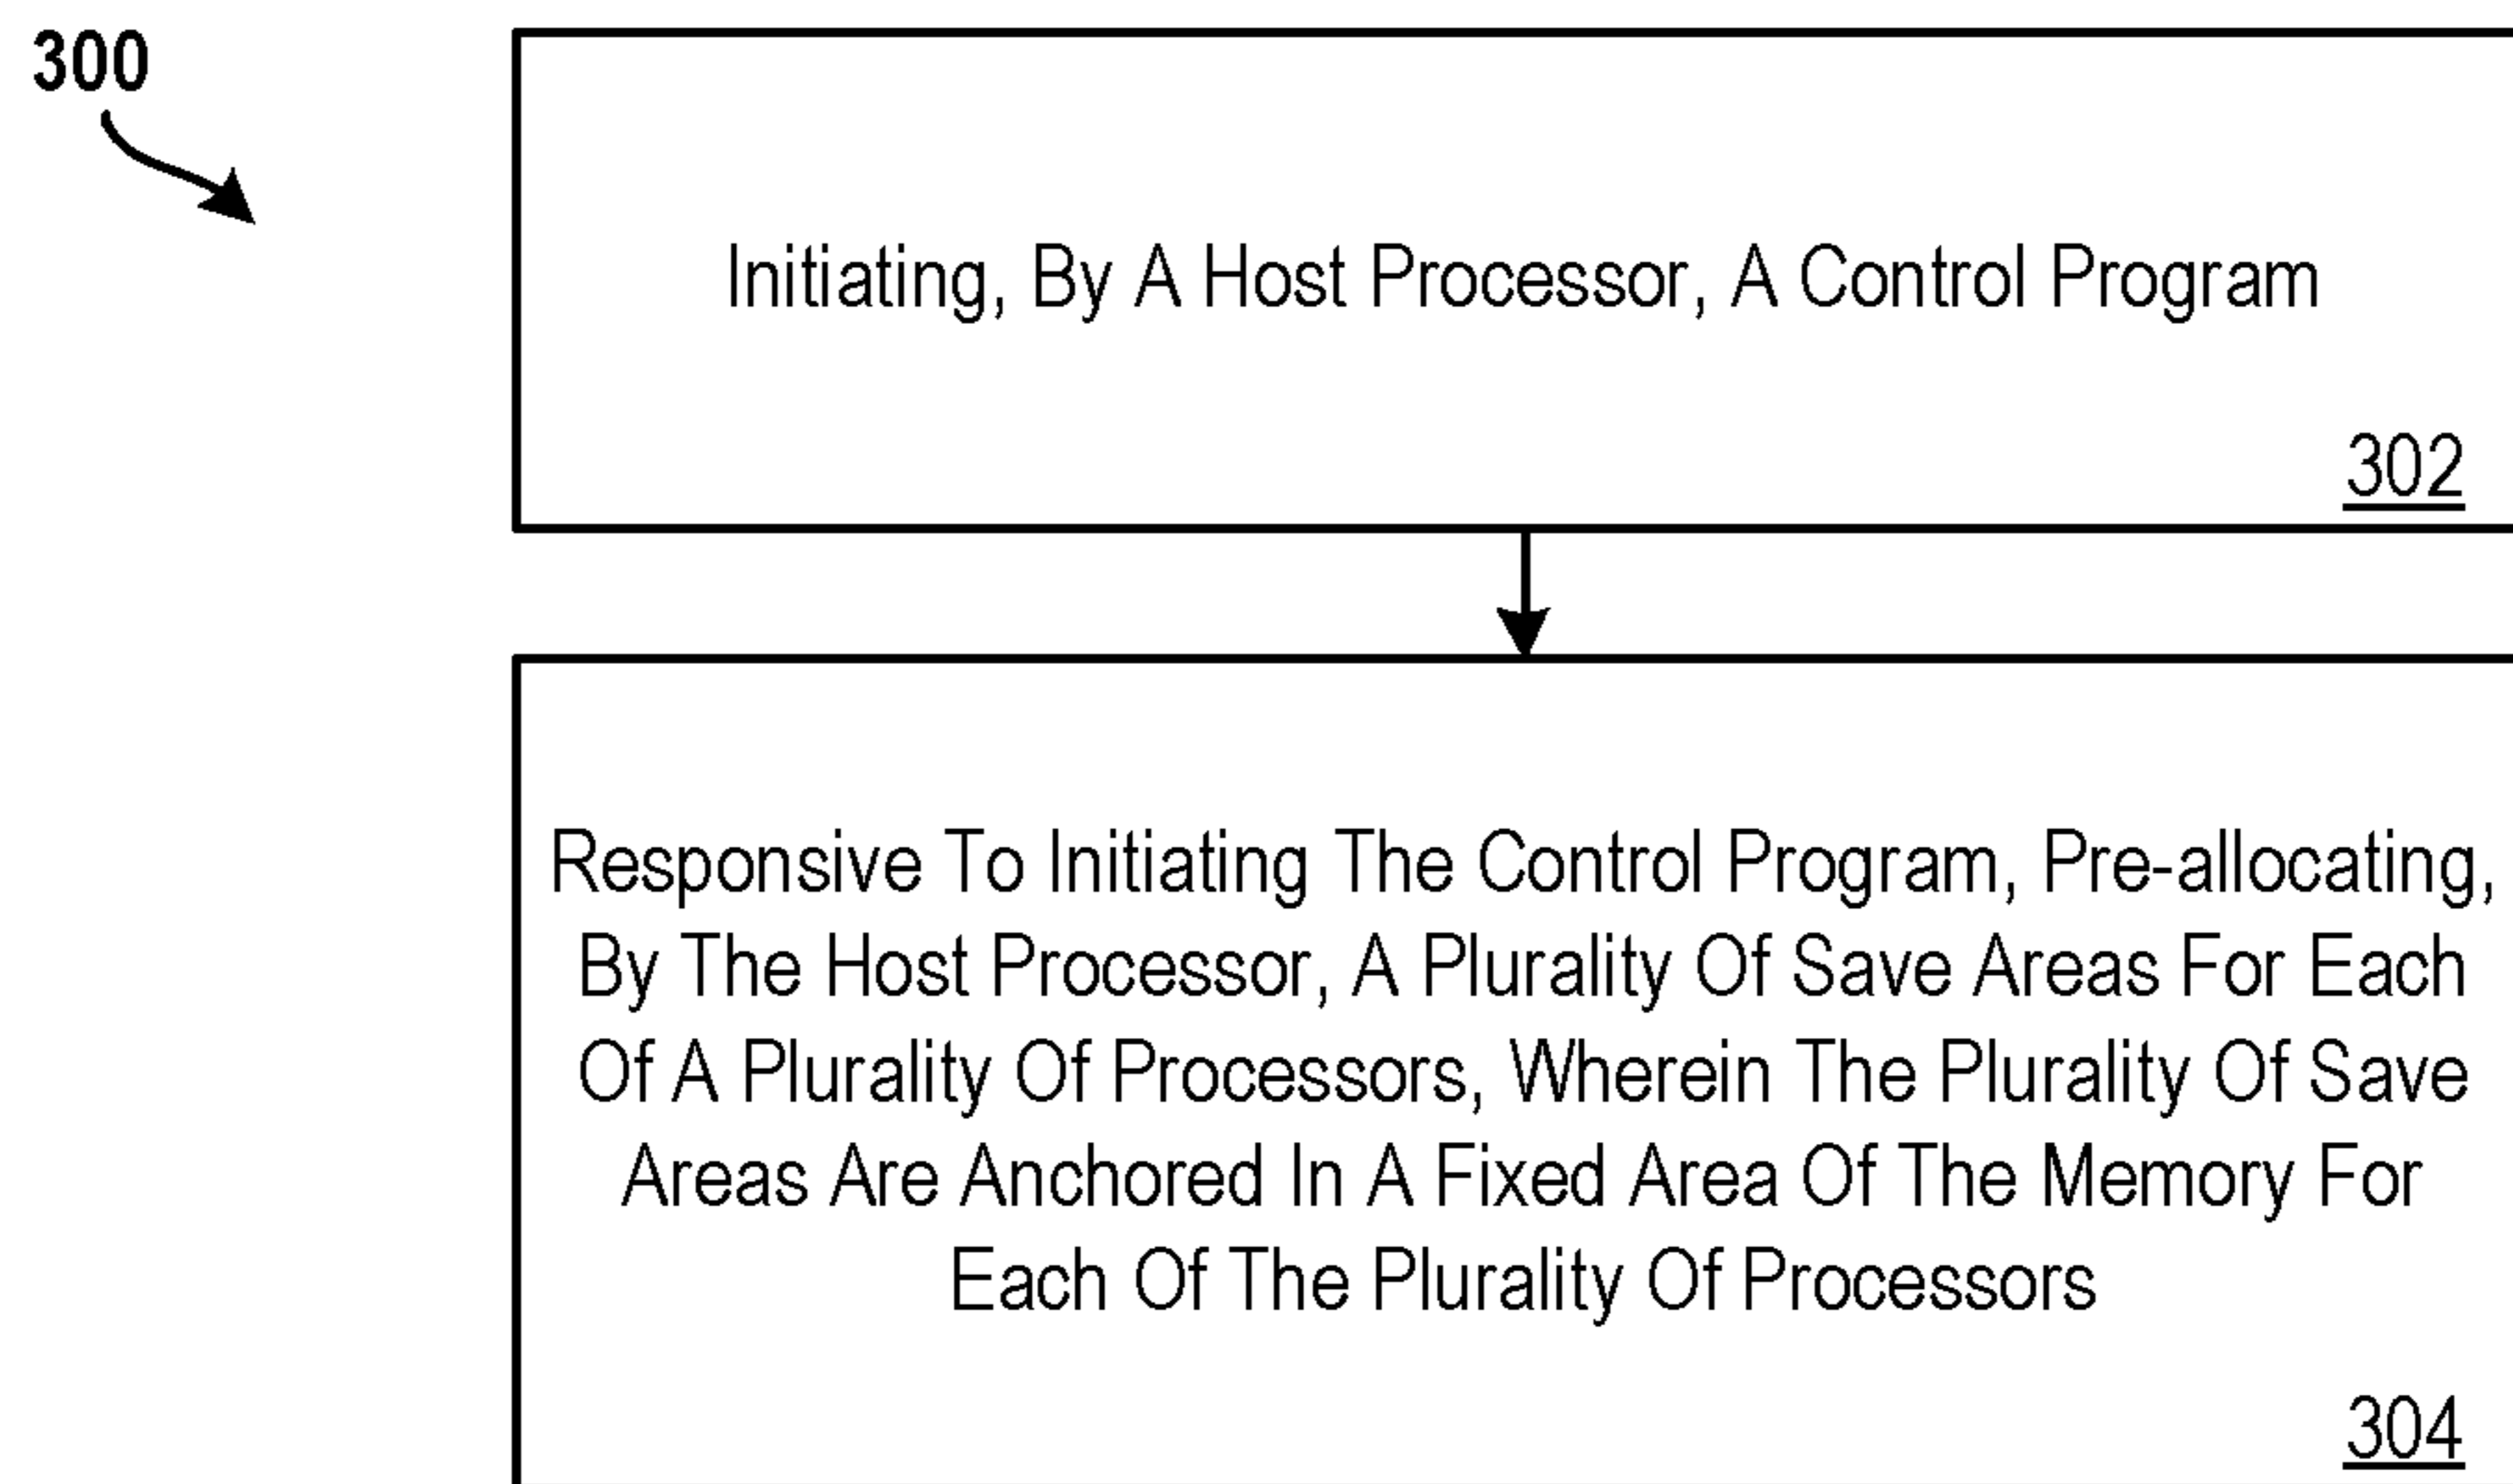 300
Initiating, By A Host Processor, A Control Program
302
Responsive To Initiating The Control Program, Pre-allocating,
By The Host Processor, A Plurality Of Save Areas For Each
Of A Plurality Of Processors, Wherein The Plurality Of Save
Areas Are Anchored In A Fixed Area Of The Memory For
Each Of The Plurality Of Processors
304